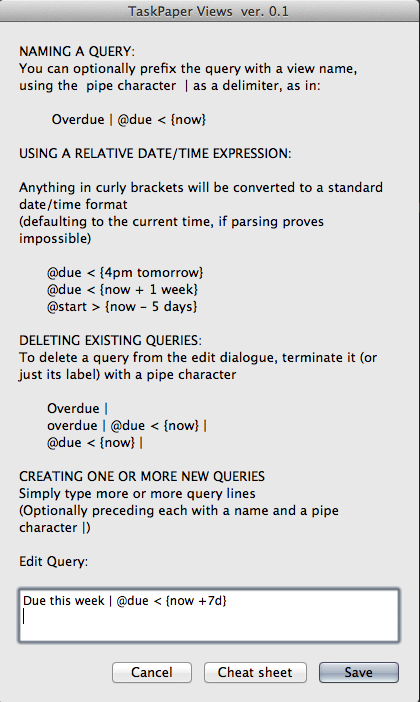 TaskPaper Views  ver. 0.1
NAMING A QUERY:
You can optionally prefix the query with a view name,
using the  pipe character  | as a delimiter, as in:
Overdue | @due < {now}
USING A RELATIVE DATE/TIME EXPRESSION:
Anything in curly brackets will be converted to a standard
date/time format
(defaulting to the current time, if parsing proves
impossible)
@due < {4pm tomorrow}
@due < {now + 1 week}
@start > {now – 5 days}
DELETING EXISTING QUERIES:
To delete a query from the edit dialogue, terminate it (or
just its label) with a pipe character
Overdue |
overdue | @due < {now} |
@due < {now} |
CREATING ONE OR MORE NEW QUERIES
Simply type more or more query lines
(Optionally preceding each with a name and a pipe
character |)
Edit Query:
Due this week | @due < {now +7d}
Cancel
Cheat sheet
Save